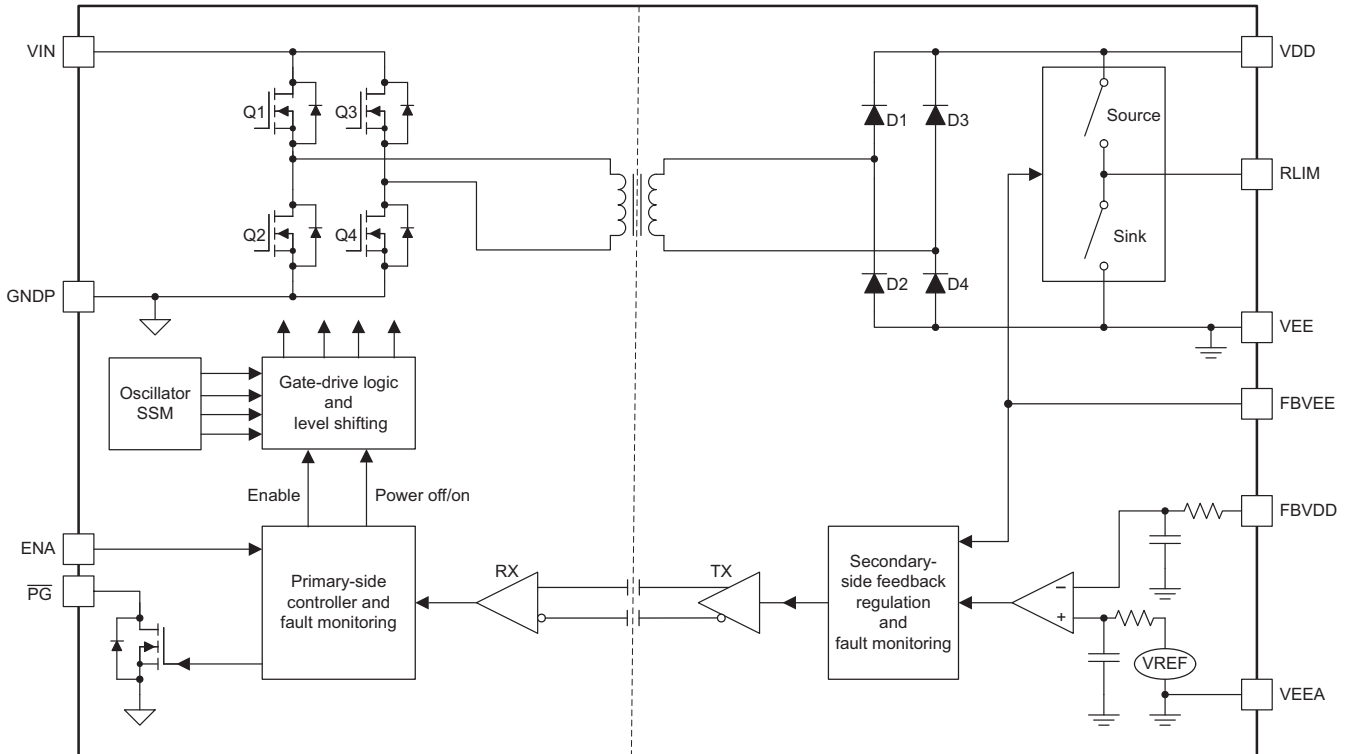 VIN
Q1
Q3
Q2
Q4
GNDP
Oscillator
SSM
Gate-drive logic
and
level shifting
Enable
Power off/on
ENA
PG
Primary-side
controller and
fault monitoring
RX
TX
Secondary-
side feedback
regulation
and
fault monitoring
D1
D3
D2
D4
Source
Sink
VDD
RLIM
VEE
FBVEE
FBVDD
–
+
VREF
VEEA